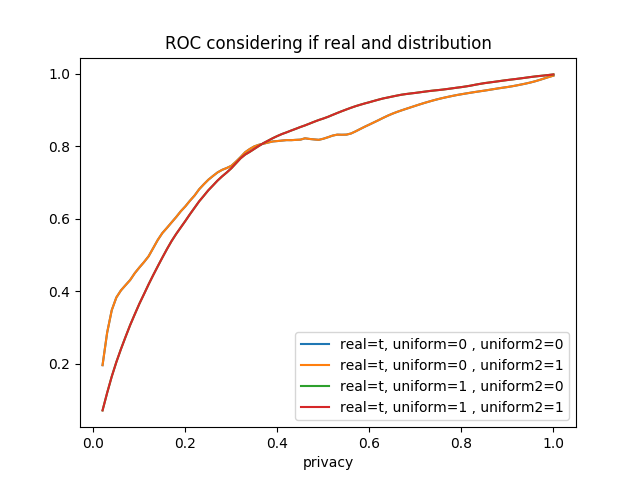 ROC considering if real and distribution
1.0
0.8
0.6
0.4
0.2
real=t, uniform=0 , uniform2=0
real=t, uniform=0 , uniform2=1
real=t, uniform=1 , uniform2=0
real=t, uniform=1 , uniform2=1
0.0 0.2 0.4 0.6 0.8 1.0
privacy